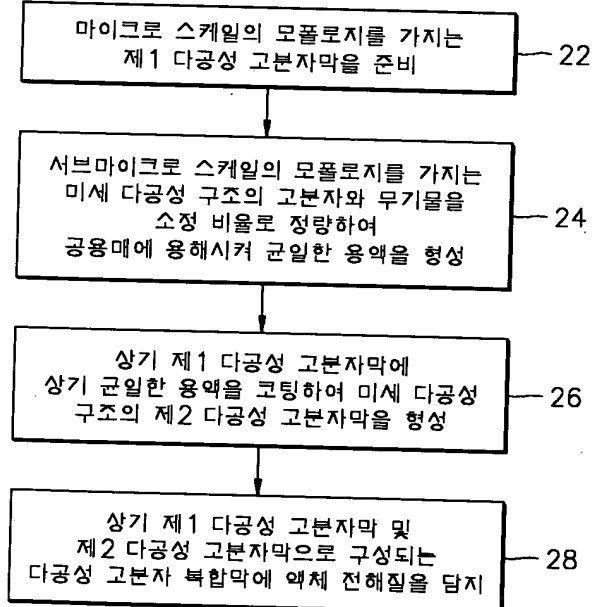 마이크로 스케일의 모폴로지를 가지는
제1 다공성 고분자막을 준비
22
서브마이크로 스케일의 모폴로지를 가지는
미세 다공성 구조의 고분자와 무기물을
소정 비율로 정량하여
공용매에 용해시켜 균일한 용액을 형성
24
상기 제1 다공성 고분자막에
상기 균일한 용액을 코팅하여 미세 다공성
구조의 제2 다공성 고분자막을 형성
26
상기 제1 다공성 고분자막 및
제2 다공성 고분자막으로 구성되는
다공성 고분자 복합막에 액체 전해질을 담지
28